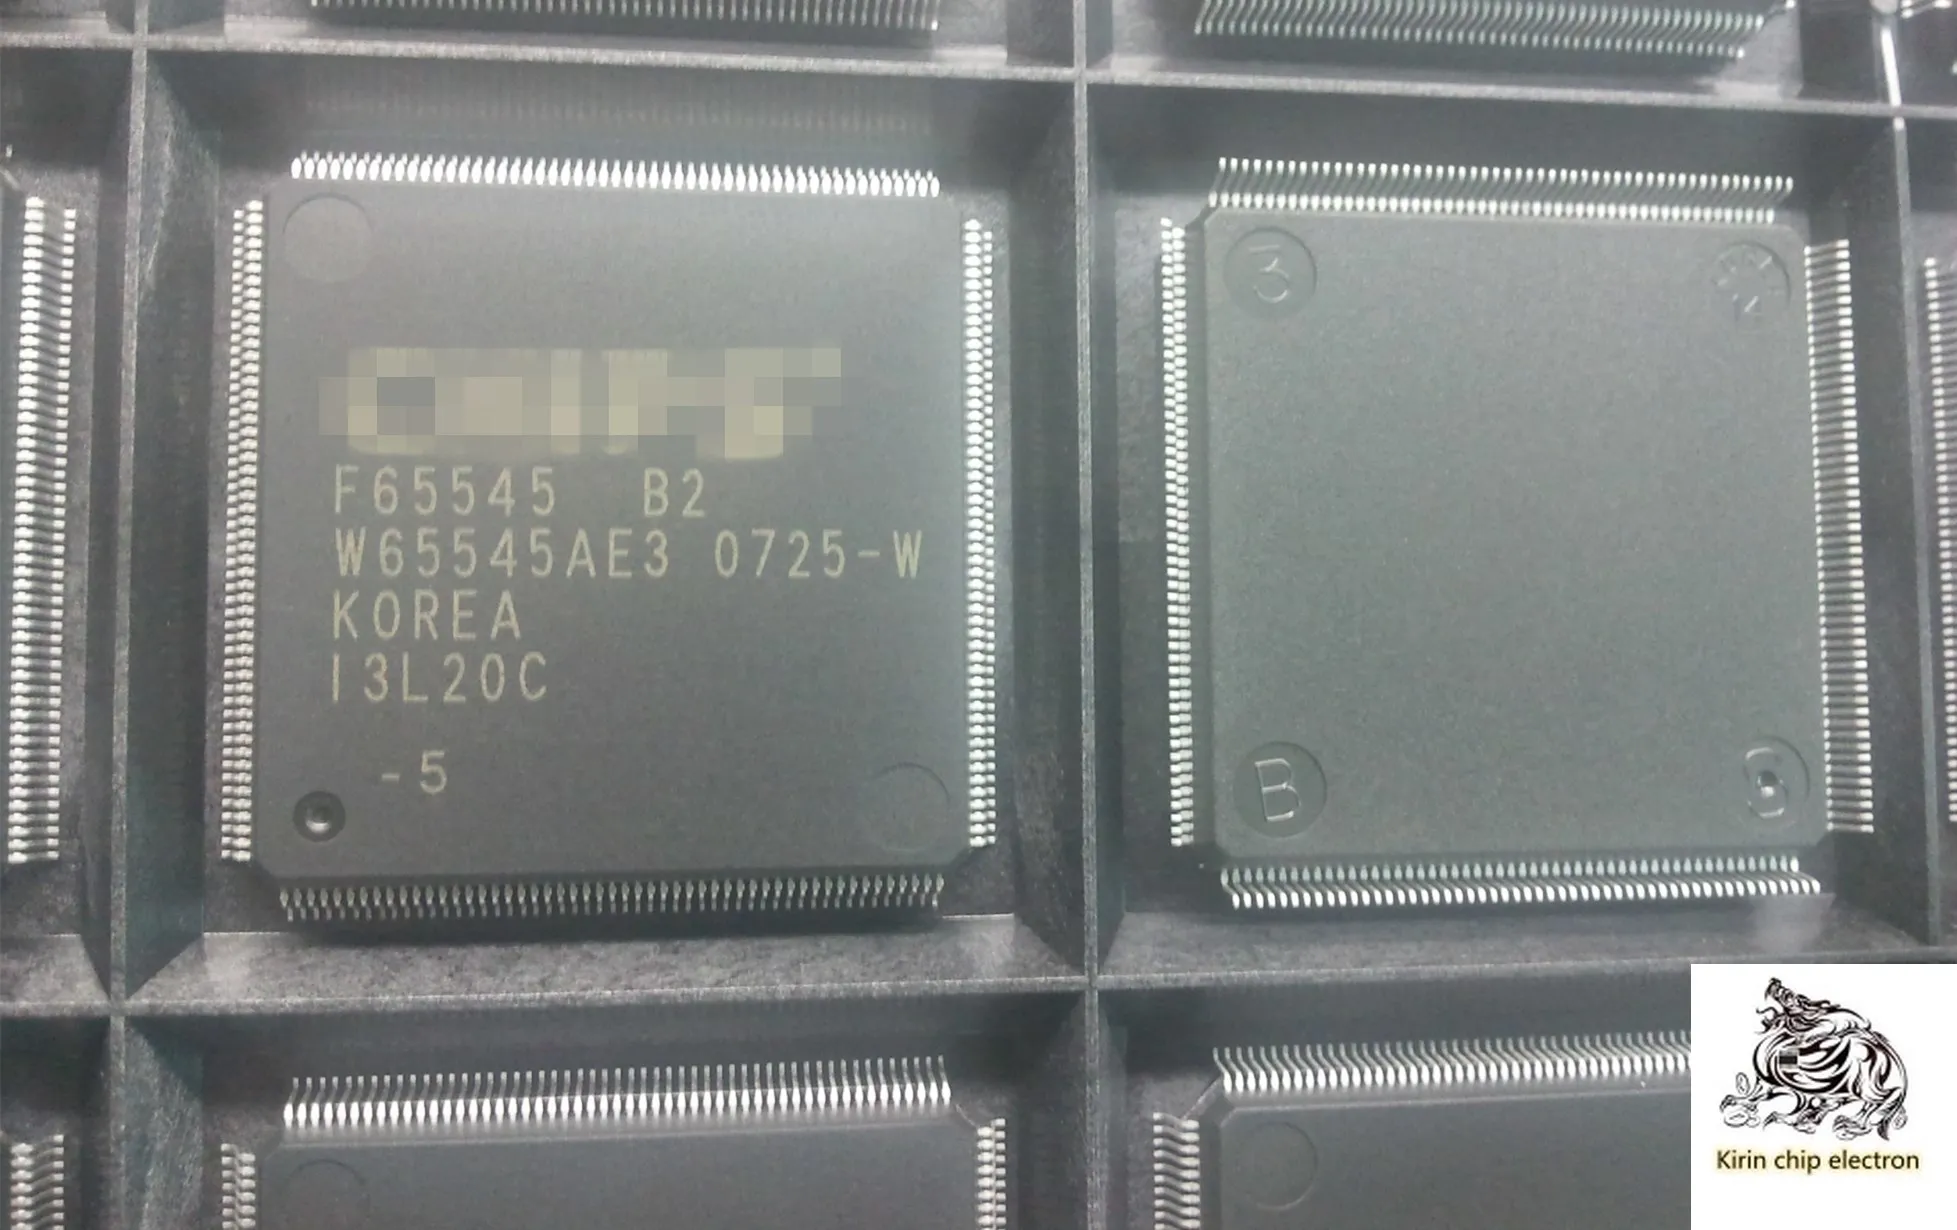 F65545 B2
W65545AE3 0725-W
KOREA
I3L20C
-5
3
B
Kirin chip electron